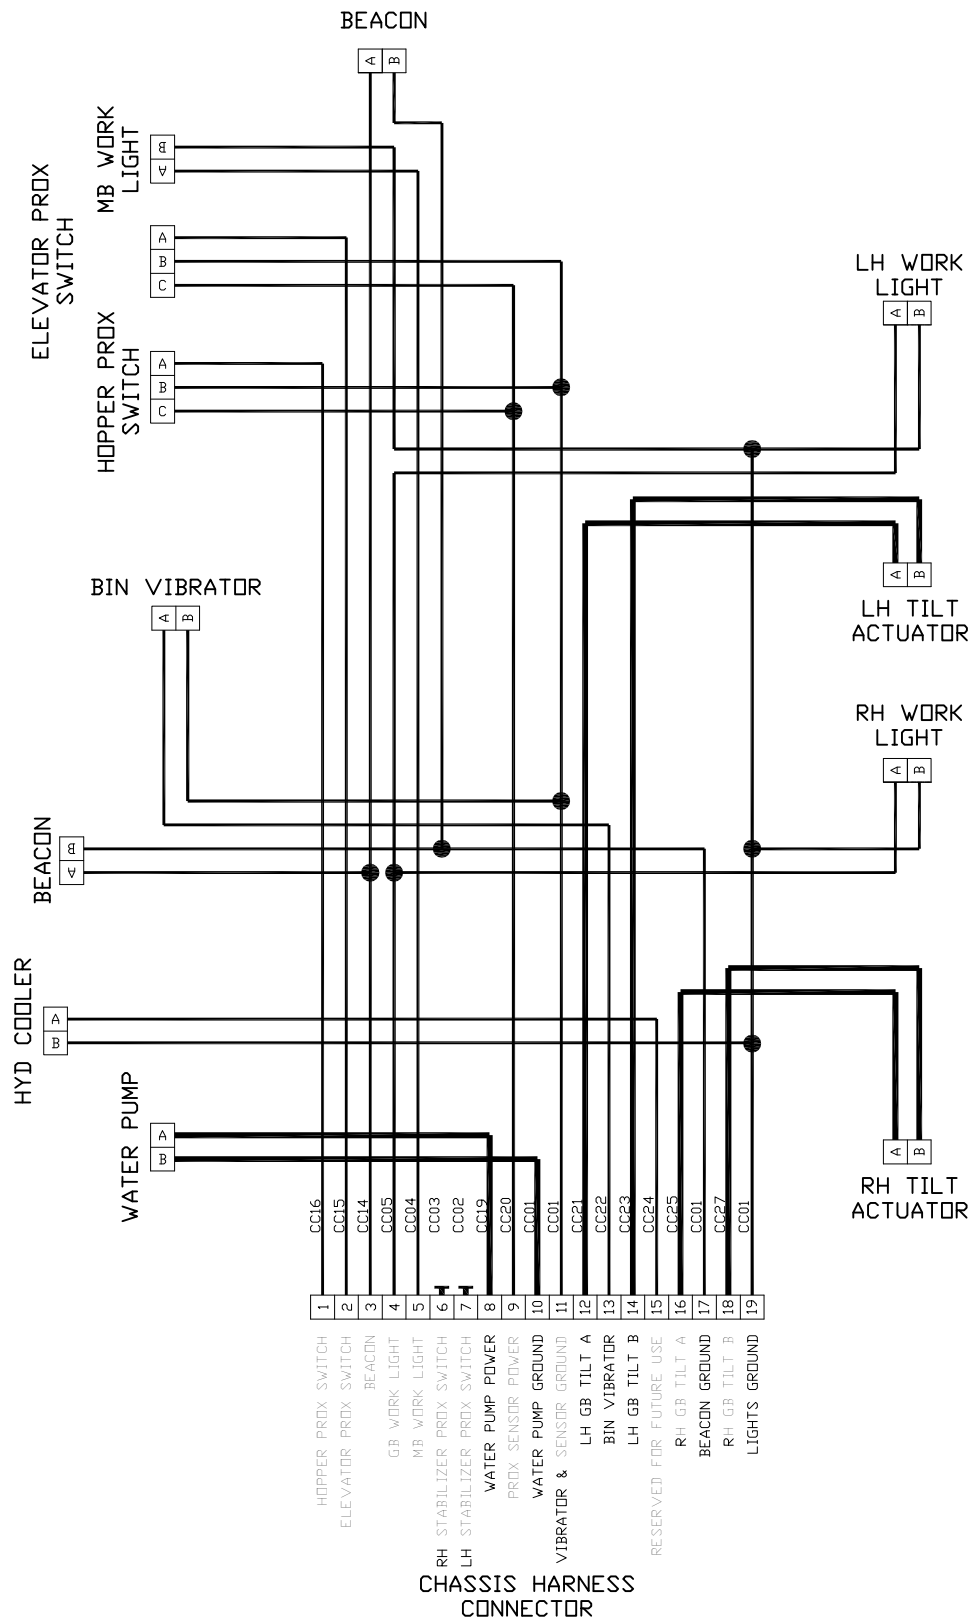 BEACON
A
B
MB WORK
LIGHT
B
A
ELEVATOR PROX
SWITCH
A
B
C
LH WORK
LIGHT
A
B
HOPPER PROX
SWITCH
A
B
C
A
B
LH TILT
ACTUATOR
BIN VIBRATOR
A
B
RH WORK
LIGHT
A
B
BEACON
B
A
HYD COOLER
A
B
WATER PUMP
A
B
A
B
RH TILT
ACTUATOR
CC16
CC15
CC14
CC05
CC04
CC03
CC02
CC19
CC20
CC01
CC01
CC21
CC22
CC23
CC24
CC25
CC01
CC27
CC01
1
2
3
4
5
6
7
8
9
10
11
12
13
14
15
16
17
18
19
HOPPER PROX SWITCH
ELEVATOR PROX SWITCH
BEACON
GB WORK LIGHT
MB WORK LIGHT
RH STABILIZER PROX SWITCH
LH STABILIZER PROX SWITCH
WATER PUMP POWER
PROX SENSOR POWER
WATER PUMP GROUND
VIBRATOR & SENSOR GROUND
LH GB TILT A
BIN VIBRATOR
LH GB TILT B
RESERVED FOR FUTURE USE
RH GB TILT A
BEACON GROUND
RH GB TILT B
LIGHTS GROUND
CHASSIS HARNESS
CONNECTOR